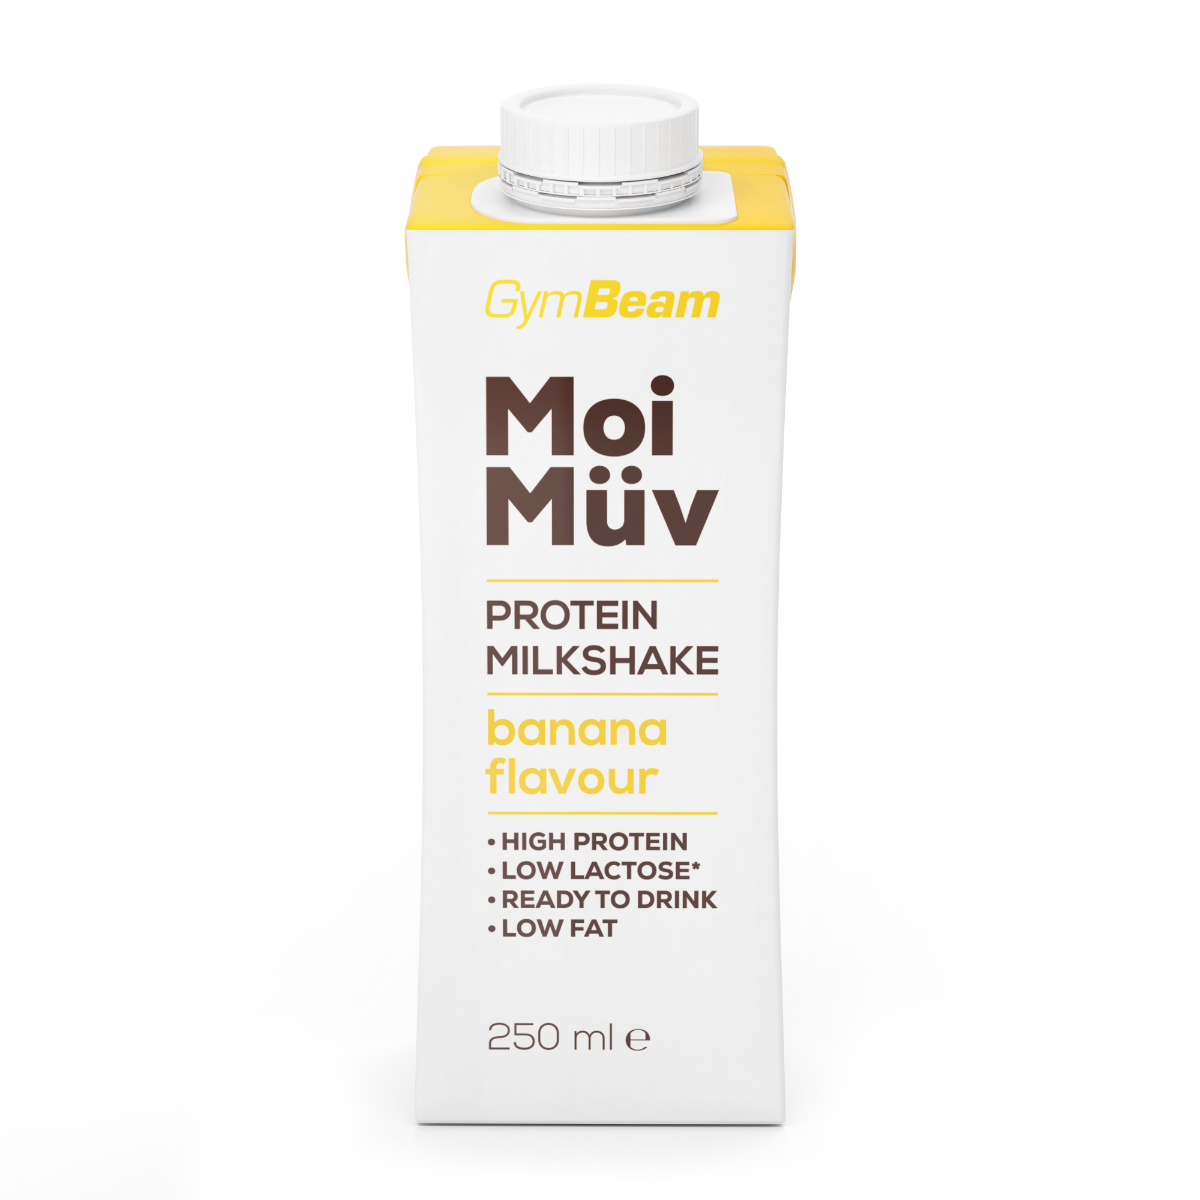 GymBeam
Moi
Müv
PROTEIN
MILKSHAKE
banana
flavour
• HIGH PROTEIN
• LOW LACTOSE*
• READY TO DRINK
• LOW FAT
250 ml ℮